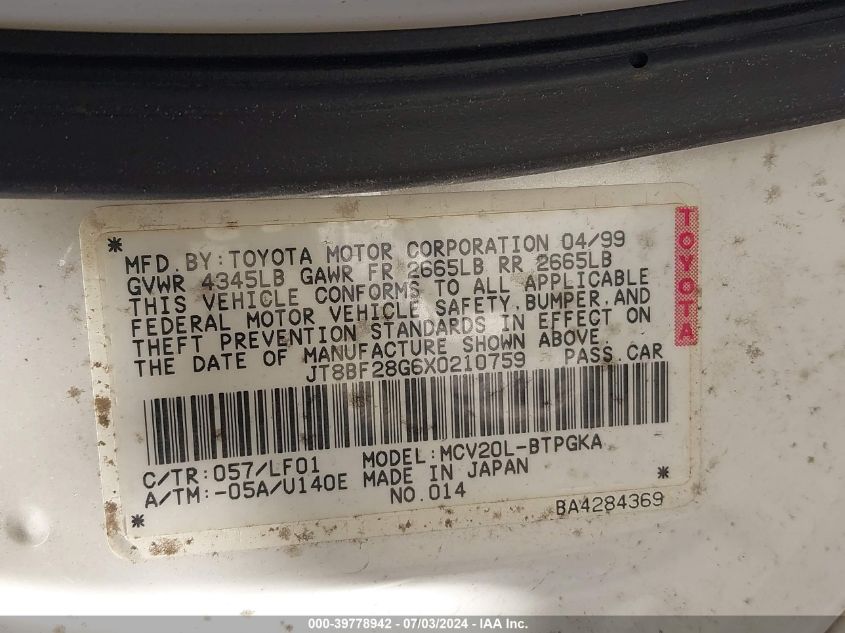 MFD.BY:TOYOTA MOTOR CORPORATION 04/99
GVWR 4345LB GAWR FR 2665LB RR 2665LB
THIS VEHICLE CONFORMS TO ALL APPLICABLE
FEDERAL MOTOR VEHICLE SAFETY,BUMPER,AND
THEFT PREVENTION STANDARDS IN EFFECT ON
THE DATE OF MANUFACTURE SHOWN ABOVE.
JT8BF28G6X0210759 PASS.CAR
C/TR:057/LF01 MODEL:MCV20L-BTPGKA
A/TM:-05A/U140E MADE IN JAPAN
NO.014
BA4284369
TOYOTA
000-39778942 - 07/03/2024 - IAA Inc.